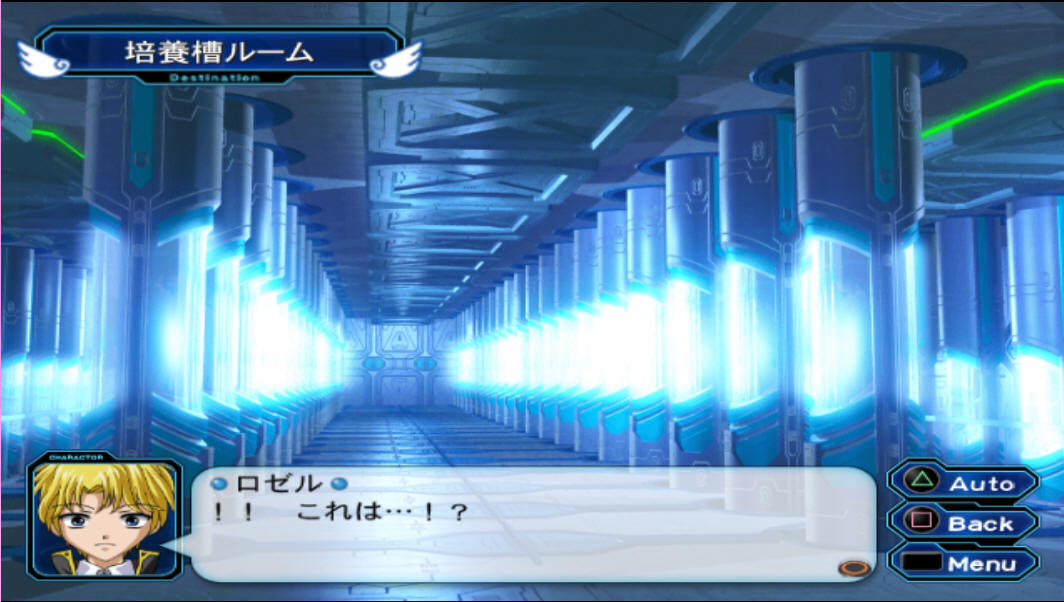 培養槽ルーム
Destination
CHARACTOR
ロゼル
！！　これは…！？
Auto
Back
Menu